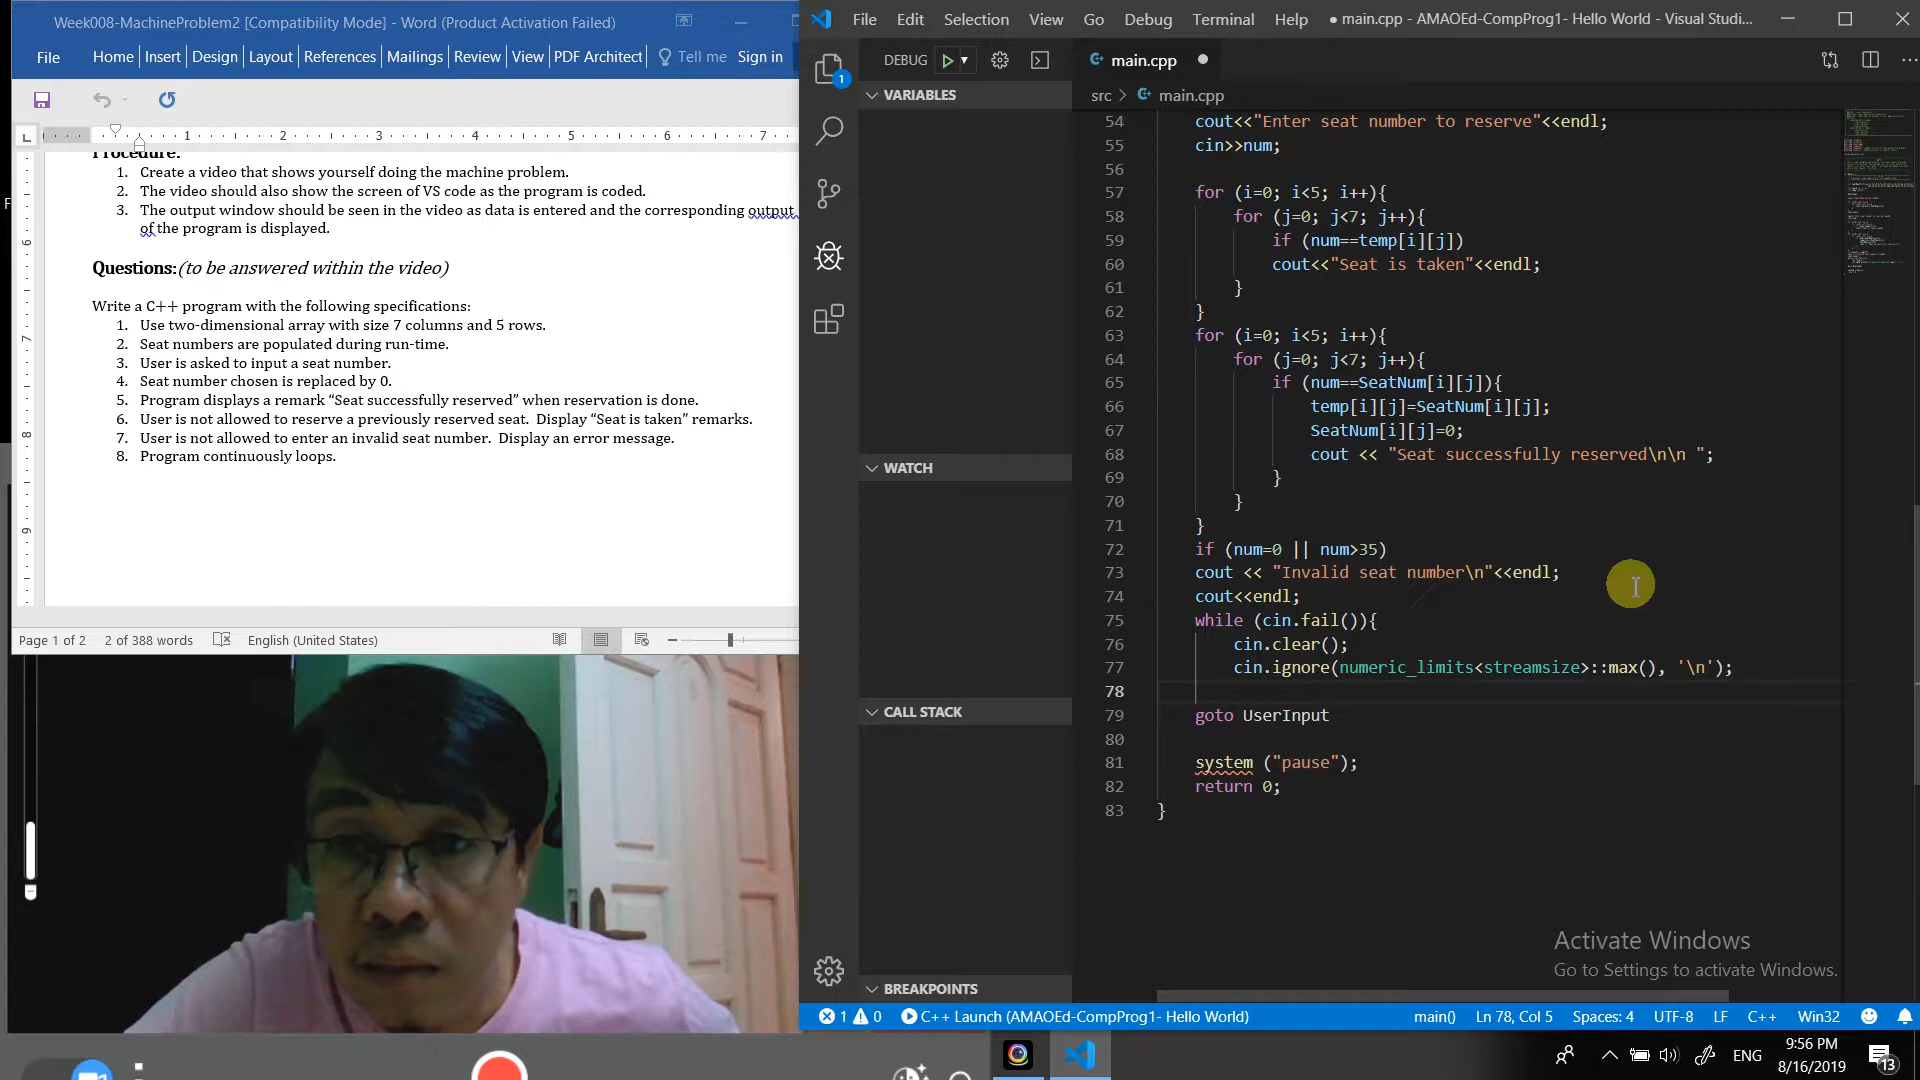 Week008-MachineProblem2 [Compatibility Mode] - Word (Product Activation Failed)
File Home Insert Design Layout References Mailings Review View PDF Architect Tell me Sign in
L 1 2 3 4 5 6 7
Procedure:
1. Create a video that shows yourself doing the machine problem.
2. The video should also show the screen of VS code as the program is coded.
3. The output window should be seen in the video as data is entered and the corresponding output
of the program is displayed.
Questions:(to be answered within the video)
Write a C++ program with the following specifications:
1. Use two-dimensional array with size 7 columns and 5 rows.
2. Seat numbers are populated during run-time.
3. User is asked to input a seat number.
4. Seat number chosen is replaced by 0.
5. Program displays a remark “Seat successfully reserved” when reservation is done.
6. User is not allowed to reserve a previously reserved seat. Display “Seat is taken” remarks.
7. User is not allowed to enter an invalid seat number. Display an error message.
8. Program continuously loops.
6
7
8
9
Page 1 of 2 2 of 388 words English (United States)
File Edit Selection View Go Debug Terminal Help ● main.cpp - AMAOEd-CompProg1- Hello World - Visual Studi...
1
DEBUG
VARIABLES
WATCH
CALL STACK
BREAKPOINTS
main.cpp
src > main.cpp
54 cout<<"Enter seat number to reserve"<<endl;
55 cin>>num;
56
57 for (i=0; i<5; i++){
58 for (j=0; j<7; j++){
59 if (num==temp[i][j])
60 cout<<"Seat is taken"<<endl;
61 }
62 }
63 for (i=0; i<5; i++){
64 for (j=0; j<7; j++){
65 if (num==SeatNum[i][j]){
66 temp[i][j]=SeatNum[i][j];
67 SeatNum[i][j]=0;
68 cout << "Seat successfully reserved\n\n ";
69 }
70 }
71 }
72 if (num=0 || num>35)
73 cout << "Invalid seat number\n"<<endl;
74 cout<<endl;
75 while (cin.fail()){
76 cin.clear();
77 cin.ignore(numeric_limits<streamsize>::max(), '\n');
78
79 goto UserInput
80
81 system ("pause");
82 return 0;
83 }
Activate Windows
Go to Settings to activate Windows.
1 0 C++ Launch (AMAOEd-CompProg1- Hello World) main() Ln 78, Col 5 Spaces: 4 UTF-8 LF C++ Win32
ENG 9:56 PM
8/16/2019
13